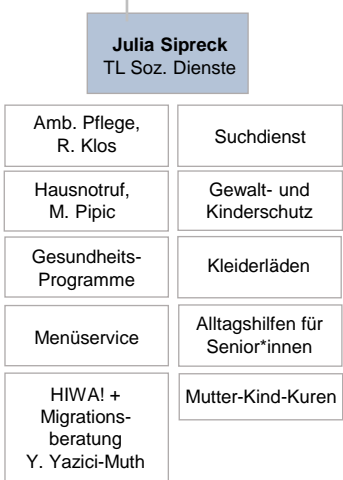 Julia Sipreck
TL Soz. Dienste
Amb. Pflege,
R. Klos
Suchdienst
Hausnotruf,
M. Pipic
Gewalt- und
Kinderschutz
Gesundheits-
Programme
Kleiderläden
Menüservice
Alltagshilfen für
Senior*innen
HIWA! +
Migrations-
beratung
Y. Yazici-Muth
Mutter-Kind-Kuren